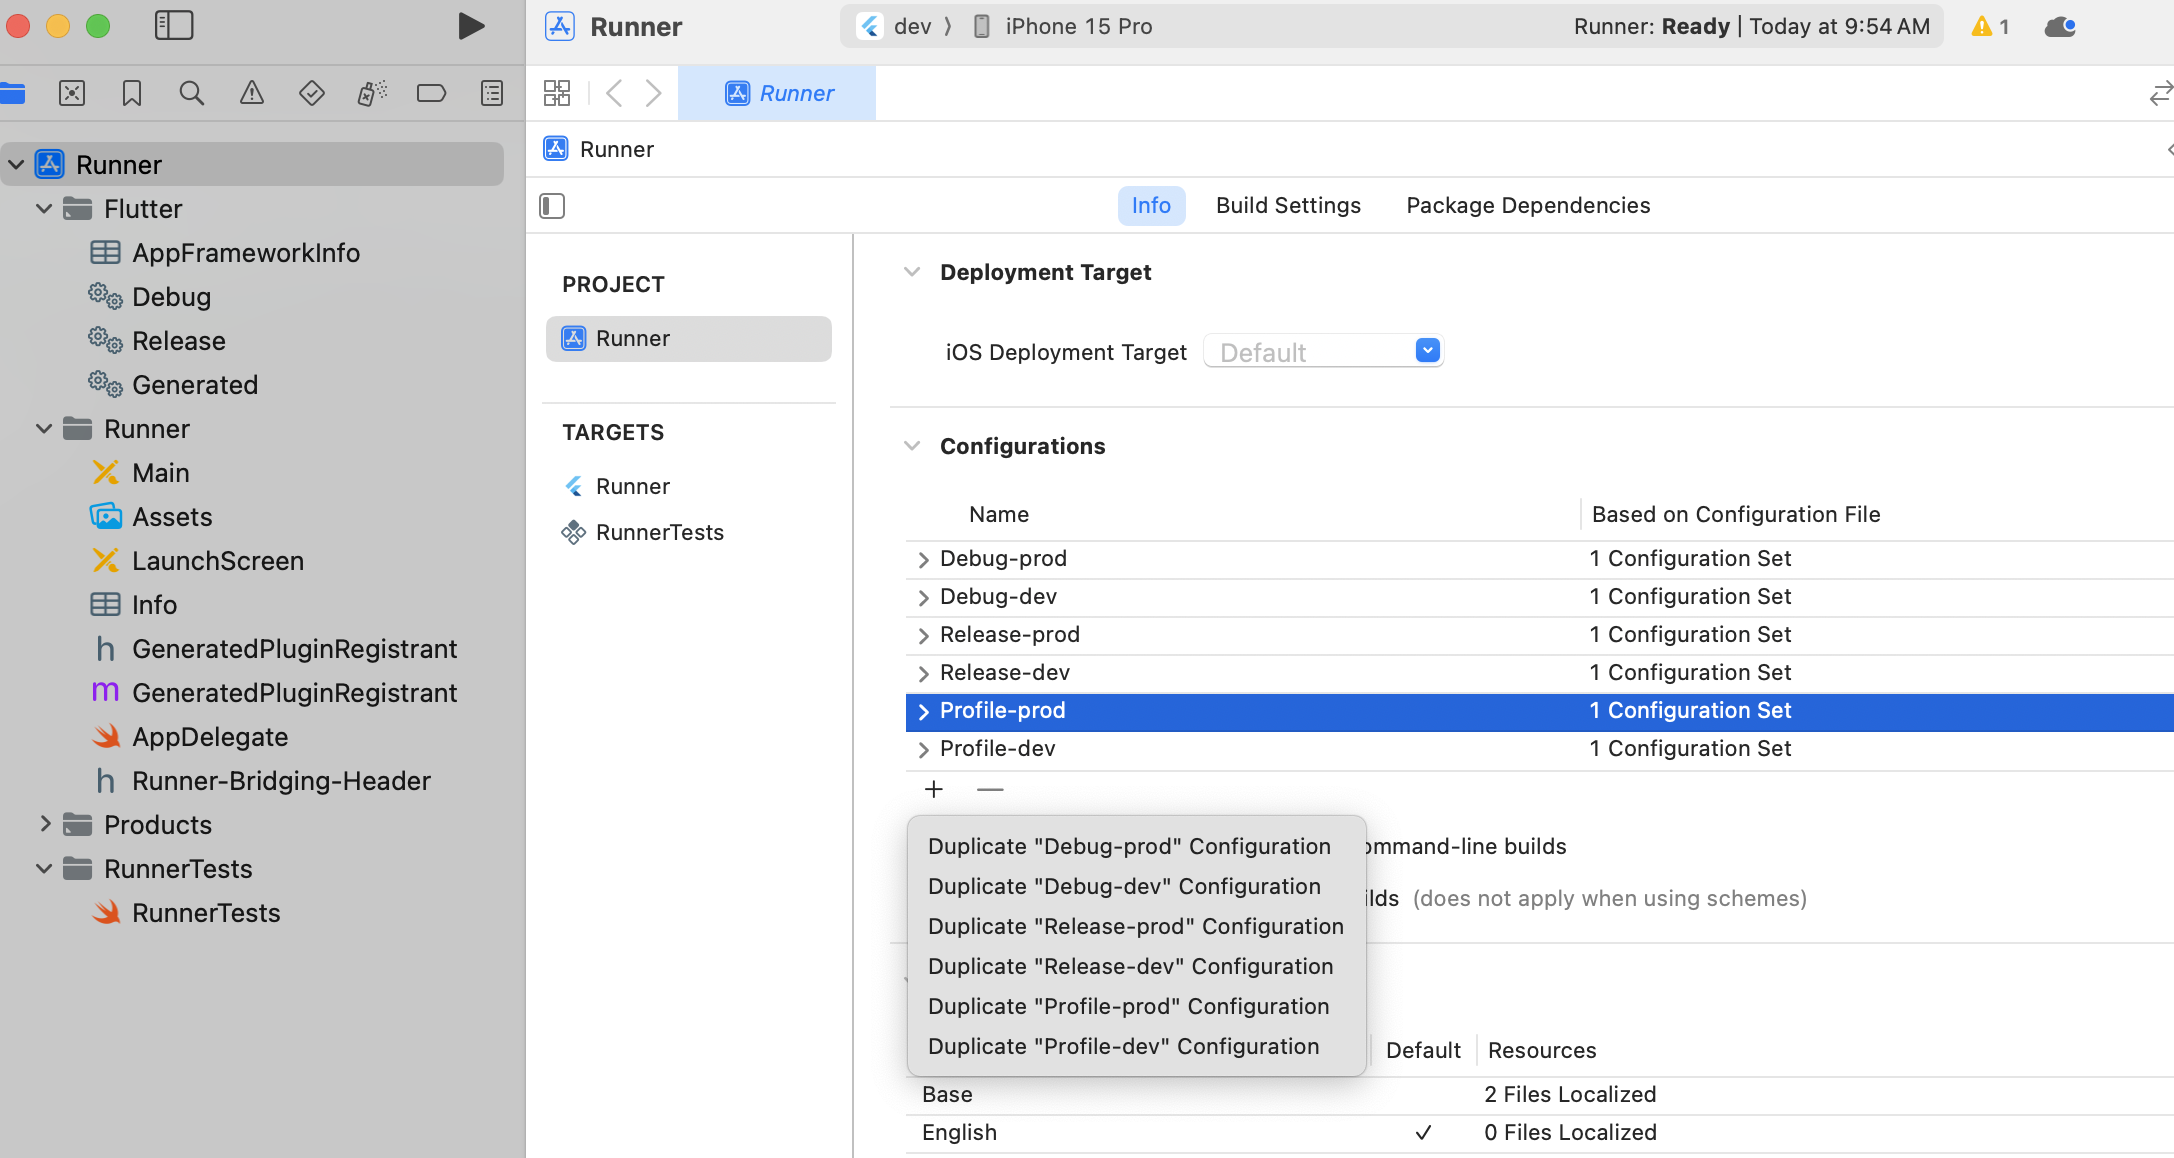 Runner
dev
iPhone 15 Pro
Runner: Ready | Today at 9:54 AM
1
Runner
Runner
Runner
Flutter
AppFrameworkInfo
Debug
Release
Generated
Runner
Main
Assets
LaunchScreen
Info
GeneratedPluginRegistrant
GeneratedPluginRegistrant
AppDelegate
Runner-Bridging-Header
Products
RunnerTests
RunnerTests
Info
Build Settings
Package Dependencies
PROJECT
Runner
TARGETS
Runner
RunnerTests
Deployment Target
iOS Deployment Target
Default
Configurations
Name
Based on Configuration File
Debug-prod
1 Configuration Set
Debug-dev
1 Configuration Set
Release-prod
1 Configuration Set
Release-dev
1 Configuration Set
Profile-prod
1 Configuration Set
Profile-dev
1 Configuration Set
Duplicate "Debug-prod" Configuration
Duplicate "Debug-dev" Configuration
Duplicate "Release-prod" Configuration
Duplicate "Release-dev" Configuration
Duplicate "Profile-prod" Configuration
Duplicate "Profile-dev" Configuration
ommand-line builds
ilds (does not apply when using schemes)
Default
Resources
Base
2 Files Localized
English
0 Files Localized